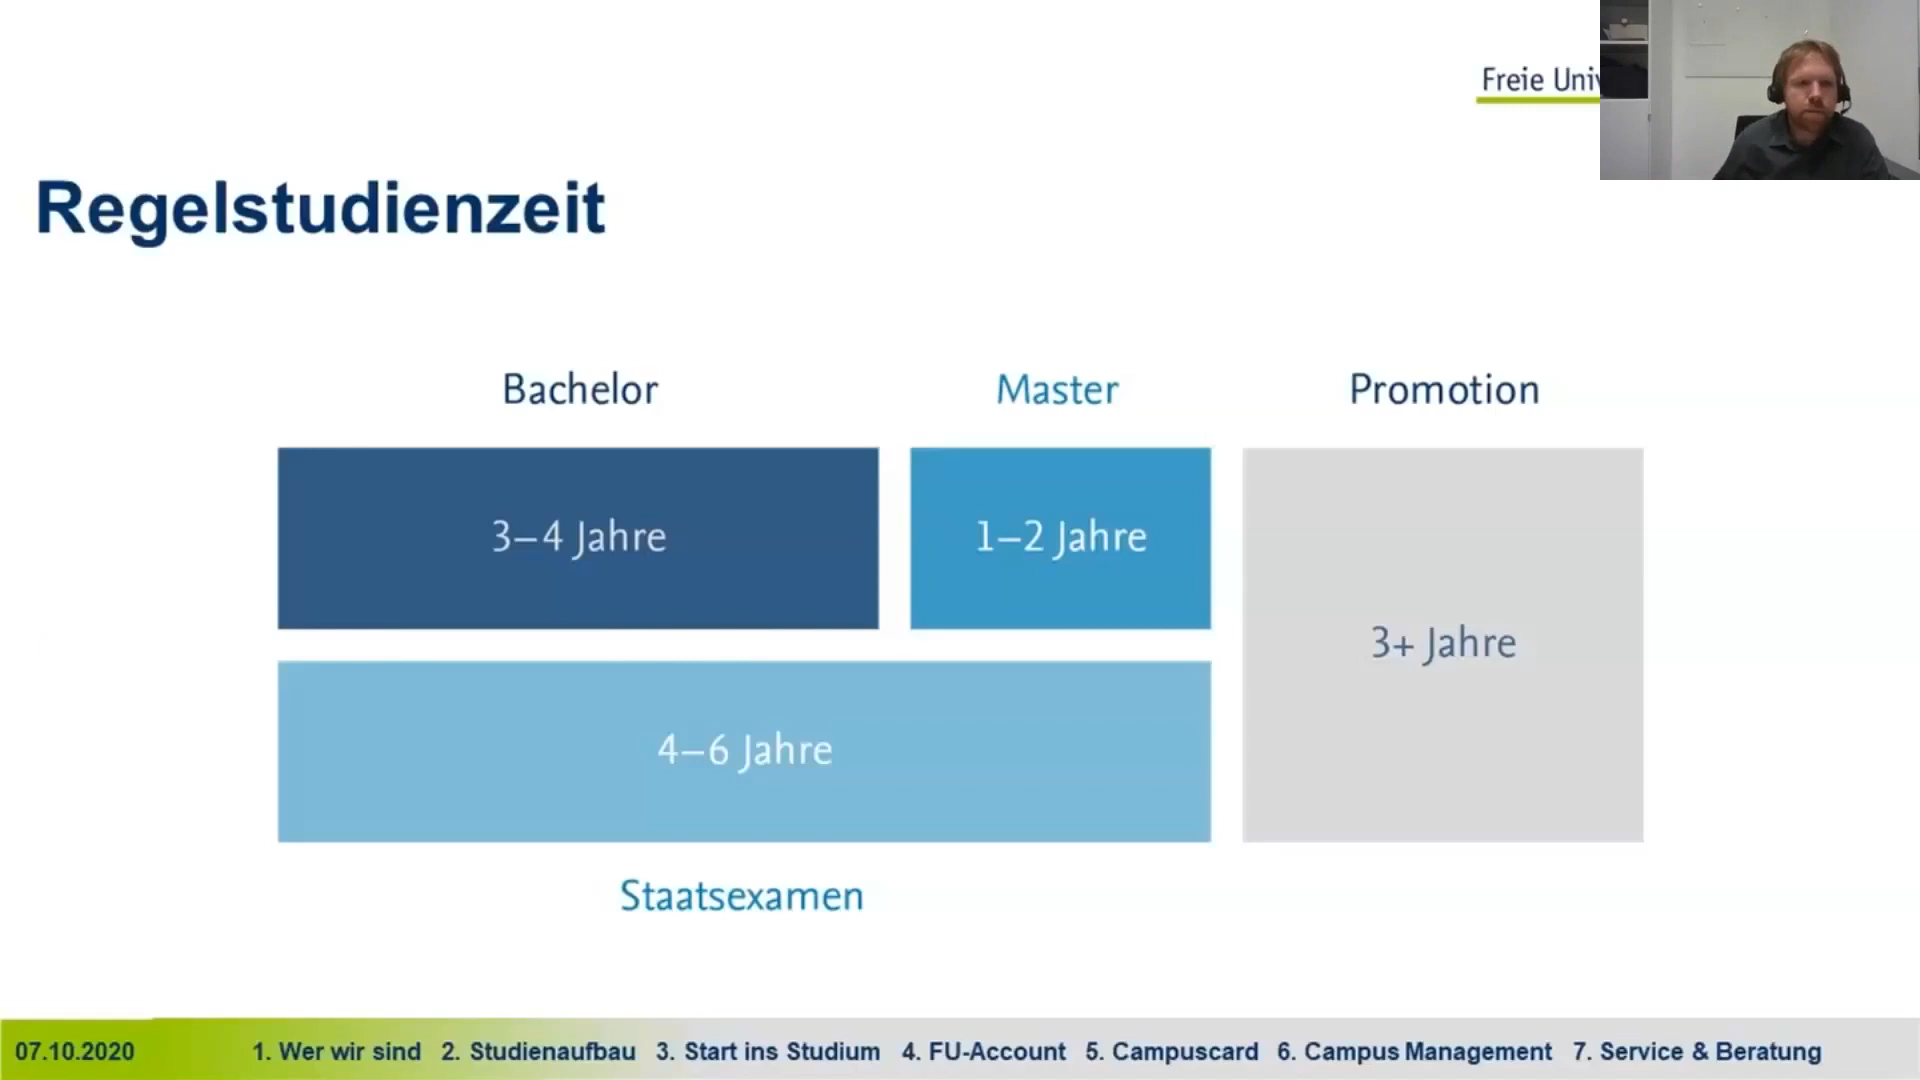 Freie Univ
Regelstudienzeit
Bachelor Master Promotion
3–4 Jahre 1–2 Jahre
3+ Jahre
4–6 Jahre
Staatsexamen
07.10.2020 1. Wer wir sind 2. Studienaufbau 3. Start ins Studium 4. FU-Account 5. Campuscard 6. Campus Management 7. Service & Beratung